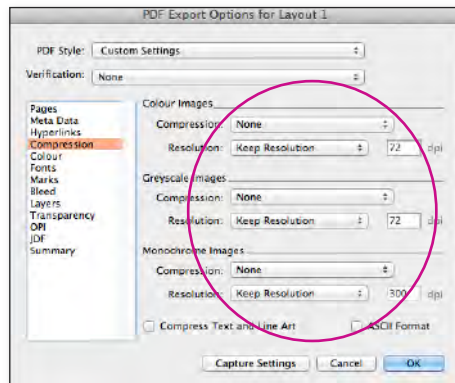 PDF Export Options for Layout 1
PDF Style: Custom Settings
Verification: None
Pages
Meta Data
Hyperlinks
Compression
Colour
Fonts
Marks
Bleed
Layers
Transparency
OPI
JDF
Summary
Colour Images
Compression: None
Resolution: Keep Resolution 72 dpi
Greyscale Images
Compression: None
Resolution: Keep Resolution 72 dpi
Monochrome Images
Compression: None
Resolution: Keep Resolution 300 dpi
Compress Text and Line Art ASCII Format
Capture Settings Cancel OK